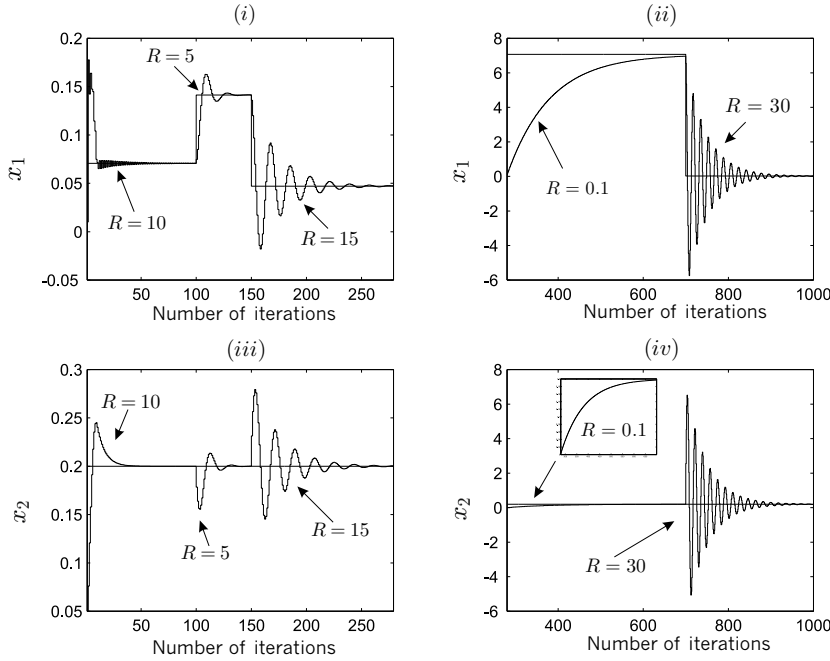 (i)
0.2
0.15
0.1
0.05
0
-0.05
x₁
R = 5
R = 10
R = 15
50 100 150 200 250
Number of iterations
(ii)
8
6
4
2
0
-2
-4
6
x₁
R = 30
R = 0.1
400 600 800 1000
Number of iterations
(iii)
0.3
0.25
0.2
0.15
0.1
0.05
x₂
R = 10
R = 5
R = 15
50 100 150 200 250
Number of iterations
(iv)
8
6
4
2
0
-2
-4
-6
x₂
R = 0.1
R = 30
400 600 800 1000
Number of iterations